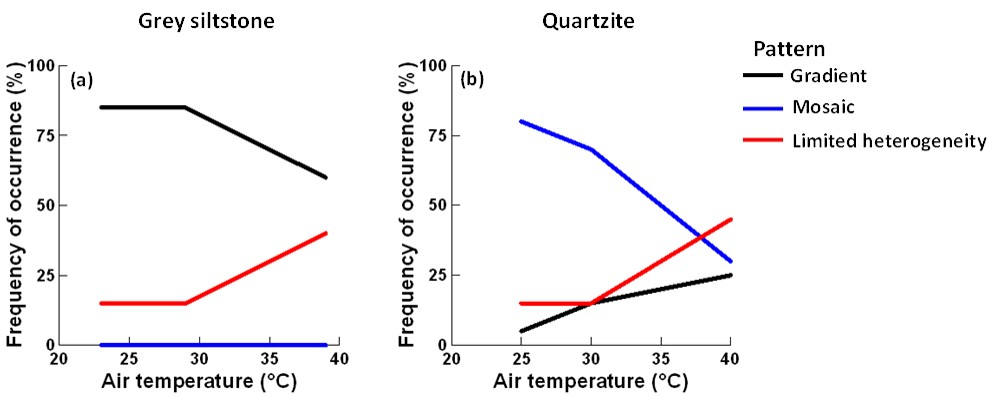 Grey siltstone
Quartzite
Pattern
Gradient
Mosaic
Limited heterogeneity
(a)
100
75
50
25
0
20
25
30
35
40
Frequency of occurrence (%)
Air temperature (°C)
(b)
100
75
50
25
0
20
25
30
35
40
Frequency of occurrence (%)
Air temperature (°C)